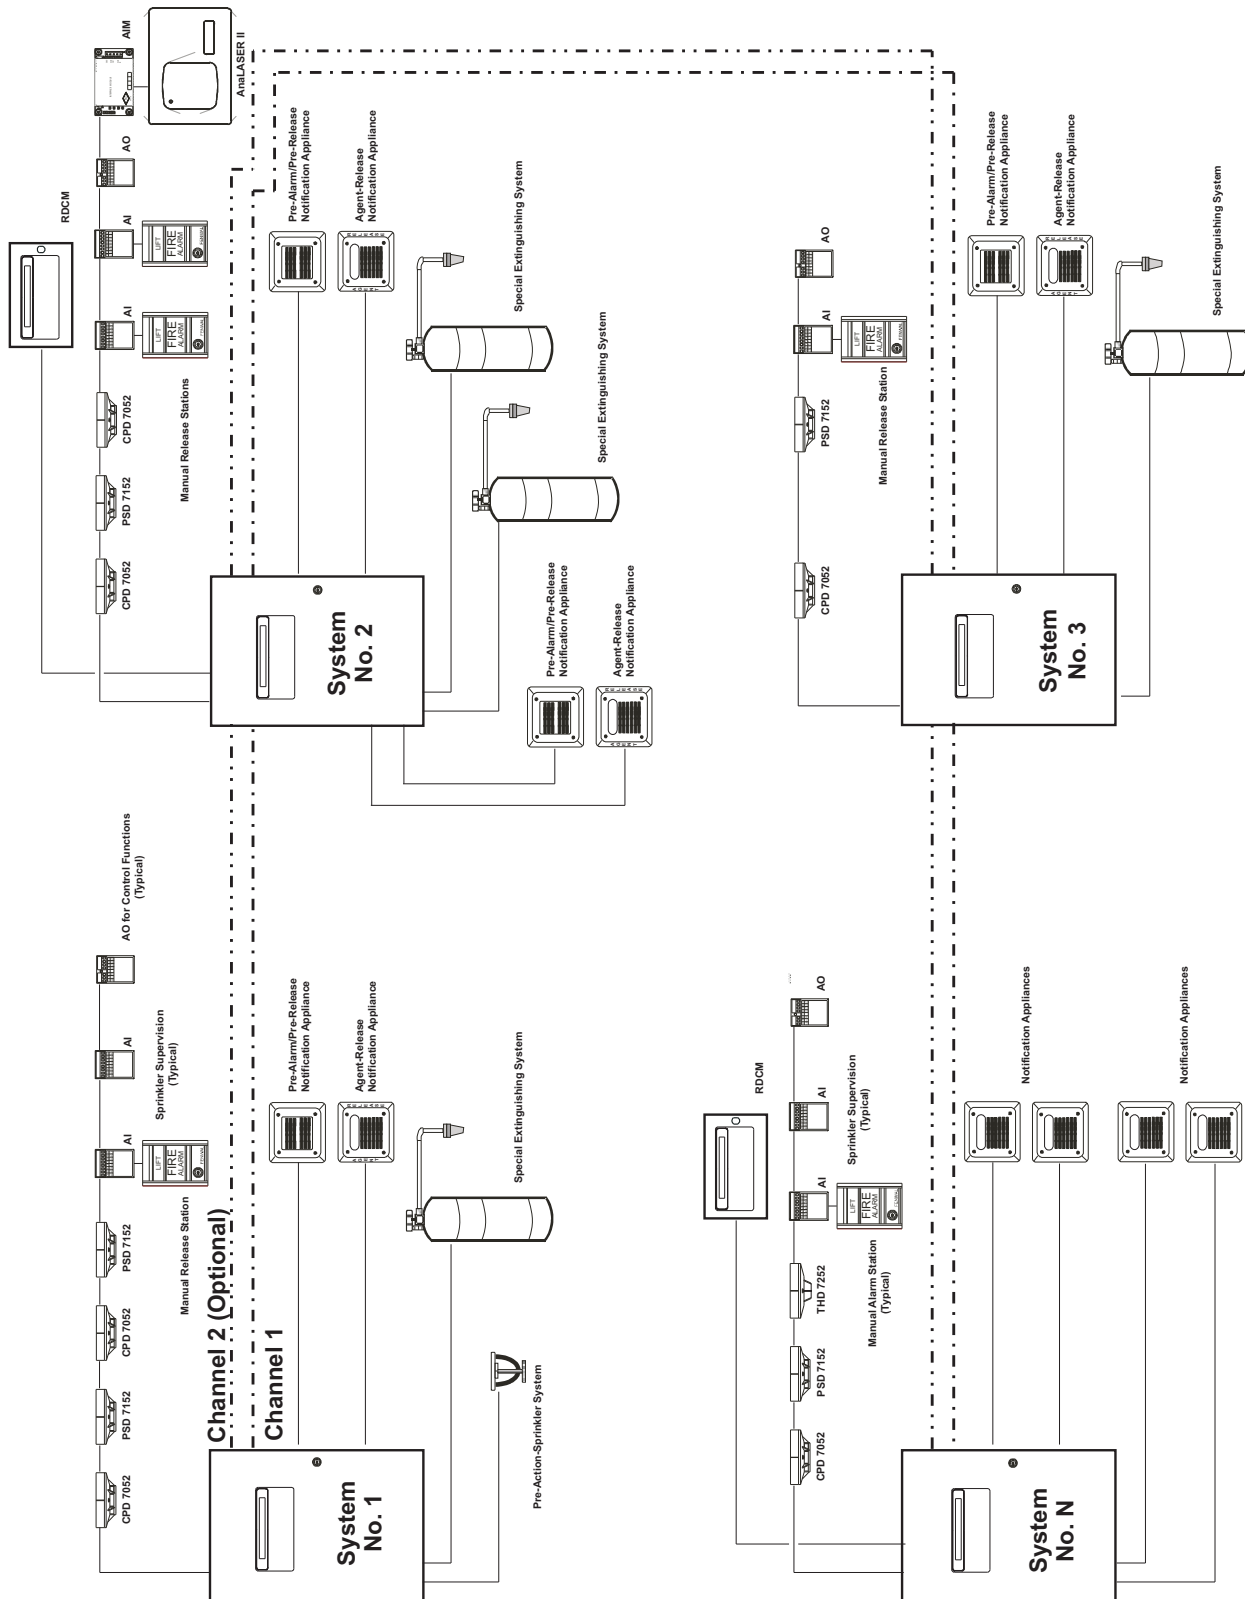 CPD 7052
PSD 7152
CPD 7052
PSD 7152
AI
LIFT
FIRE
ALARM
Manual Release Station
AI
Sprinkler Supervision
(Typical)
AO for Control Functions
(Typical)
Channel 2 (Optional)
Channel 1
System
No. 1
Pre-Alarm/Pre-Release
Notification Appliance
Agent-Release
Notification Appliance
AGENT
RELEASE
Special Extinguishing System
Pre-Action-Sprinkler System
RDCM
CPD 7052
PSD 7152
CPD 7052
AI
LIFT
FIRE
ALARM
AI
LIFT
FIRE
ALARM
Manual Release Stations
AO
AIM
AnaLASER II
System
No. 2
Pre-Alarm/Pre-Release
Notification Appliance
Agent-Release
Notification Appliance
AGENT
RELEASE
Special Extinguishing System
Special Extinguishing System
Pre-Alarm/Pre-Release
Notification Appliance
Agent-Release
Notification Appliance
AGENT
RELEASE
RDCM
CPD 7052
PSD 7152
THD 7252
AI
LIFT
FIRE
ALARM
Manual Alarm Station
(Typical)
AI
Sprinkler Supervision
(Typical)
AO
System
No. N
Notification Appliances
Notification Appliances
CPD 7052
PSD 7152
AI
LIFT
FIRE
ALARM
Manual Release Station
AO
System
No. 3
Pre-Alarm/Pre-Release
Notification Appliance
Agent-Release
Notification Appliance
AGENT
RELEASE
Special Extinguishing System